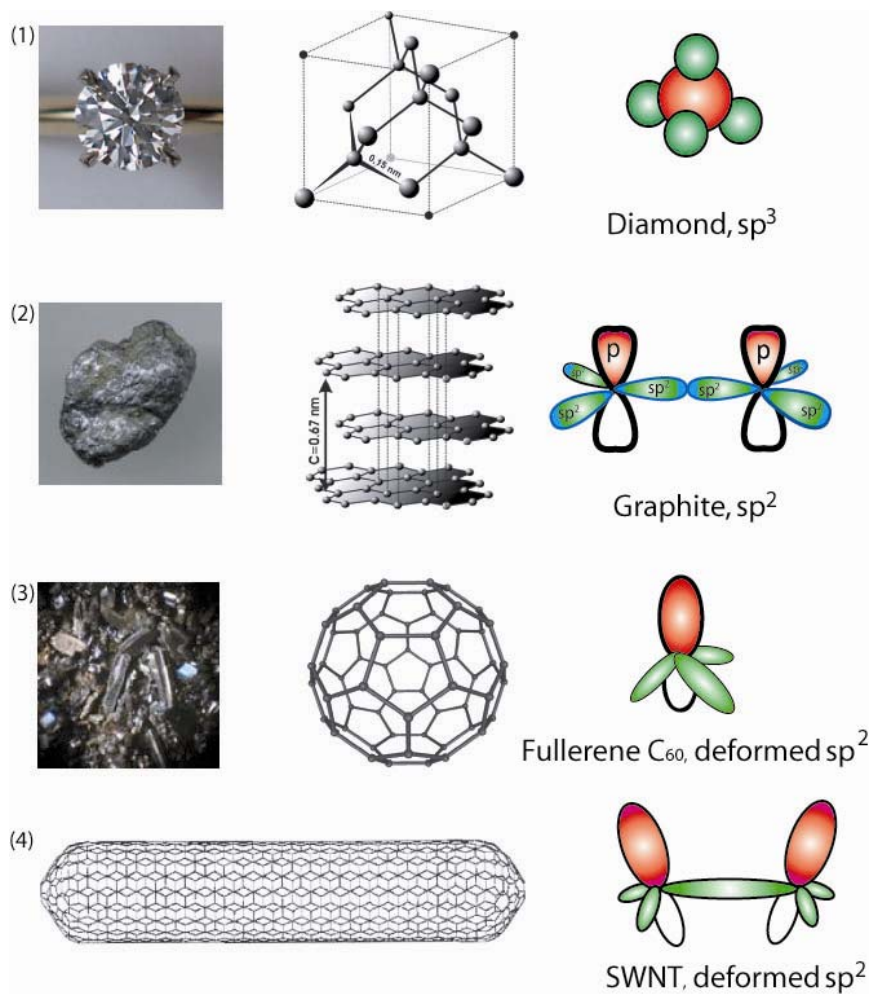 (1)
0.15 nm
Diamond, sp³
(2)
C=0.67 nm
p
p
sp²
sp²
sp²
sp²
sp²
sp²
Graphite, sp²
(3)
Fullerene C₆₀, deformed sp²
(4)
SWNT, deformed sp²